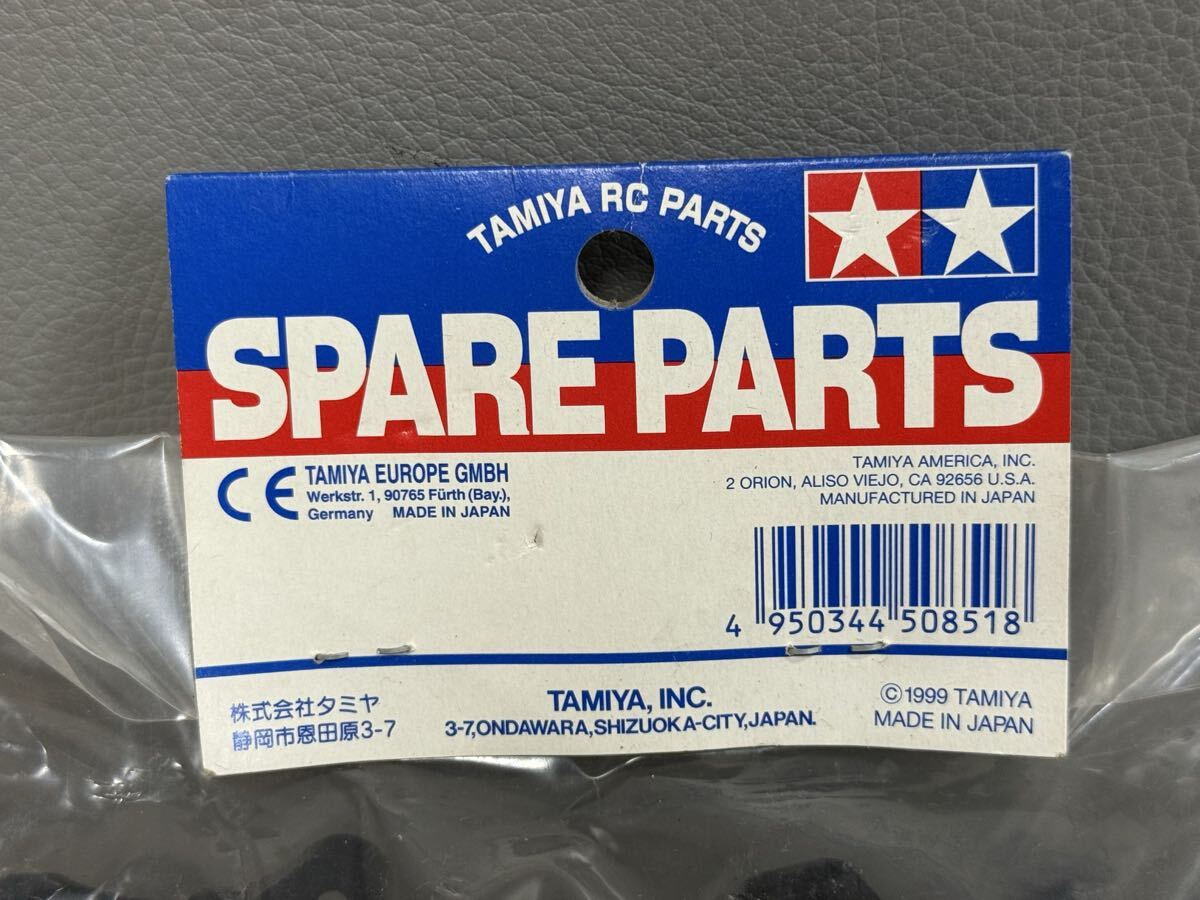 TAMIYA RC PARTS
SPARE PARTS
CE TAMIYA EUROPE GMBH
Werkstr. 1, 90765 Fürth (Bay.),
Germany MADE IN JAPAN
TAMIYA AMERICA, INC.
2 ORION, ALISO VIEJO, CA 92656 U.S.A.
MANUFACTURED IN JAPAN
4 950344 508518
株式会社タミヤ
静岡市恩田原3-7
TAMIYA, INC.
3-7,ONDAWARA,SHIZUOKA-CITY,JAPAN.
©1999 TAMIYA
MADE IN JAPAN